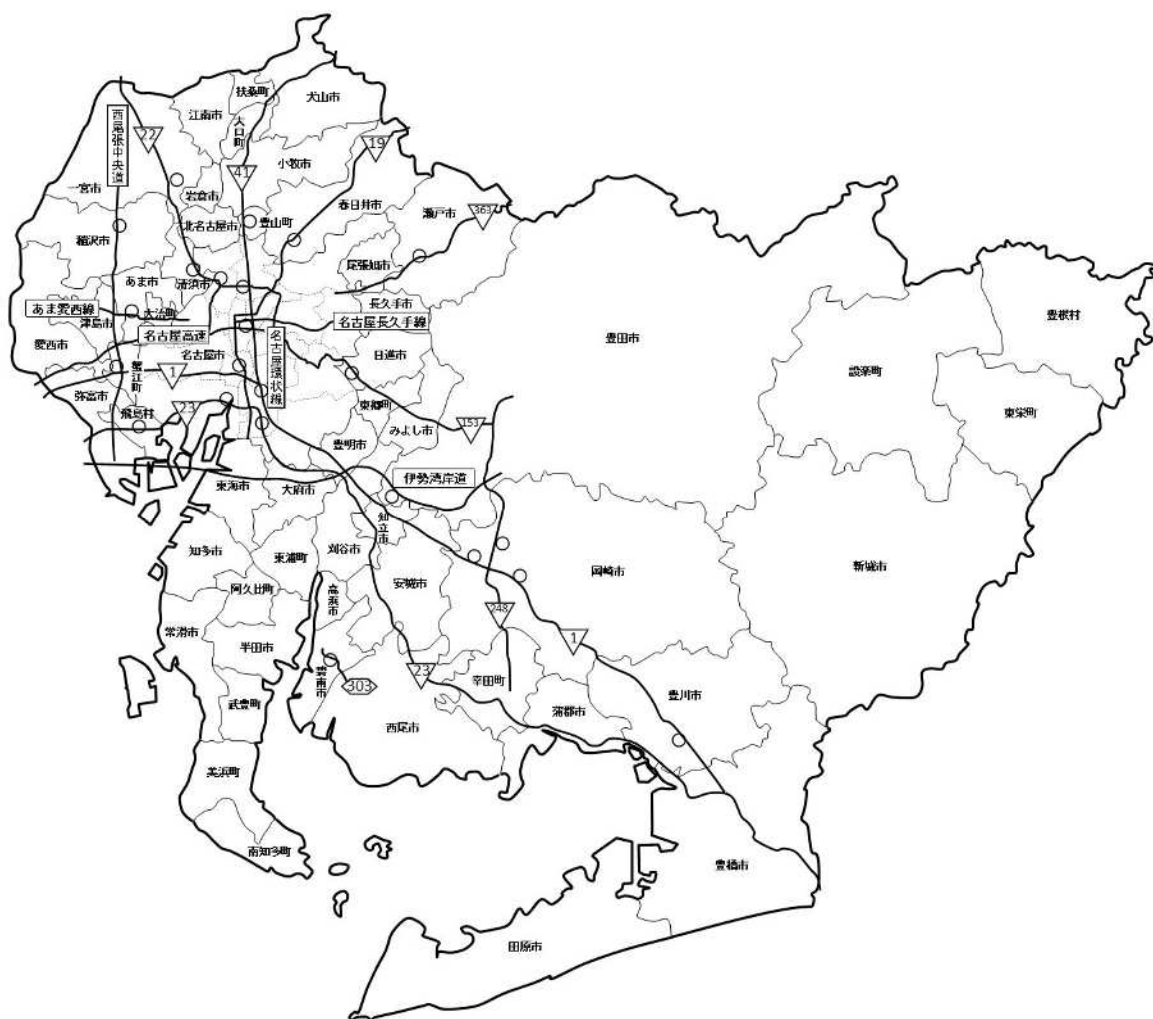 扶桑町
犬山市
江南市
西尾張中央道
22
大口町
19
41
小牧市
一宮市
岩倉市
春日井市
瀬戸市
363
稲沢市
北名古屋市
豊山町
尾張旭市
あま市
清須市
長久手市
あま愛西線
大治町
津島市
名古屋長久手線
豊根村
愛西市
名古屋高速
名古屋市
名古屋環状線
日進市
豊田市
設楽町
蟹江町
1
弥富市
飛島村
23
東郷町
みよし市
153
東栄町
豊明市
伊勢湾岸道
東海市
大府市
知立市
知多市
東浦町
刈谷市
安城市
岡崎市
新城市
阿久比町
高浜市
248
常滑市
半田市
1
碧南市
303
23
幸田町
豊川市
武豊町
西尾市
蒲郡市
美浜町
南知多町
豊橋市
田原市